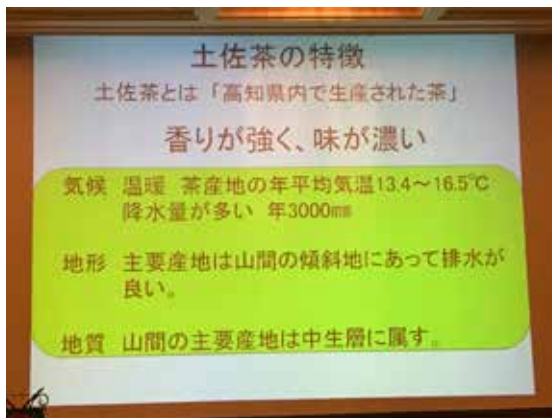 土佐茶の特徴
土佐茶とは「高知県内で生産された茶」
香りが強く、味が濃い
気候 温暖 茶産地の年平均気温13.4～16.5℃
降水量が多い 年3000㎜
地形 主要産地は山間の傾斜地にあって排水が
良い。
地質 山間の主要産地は中生層に属す。